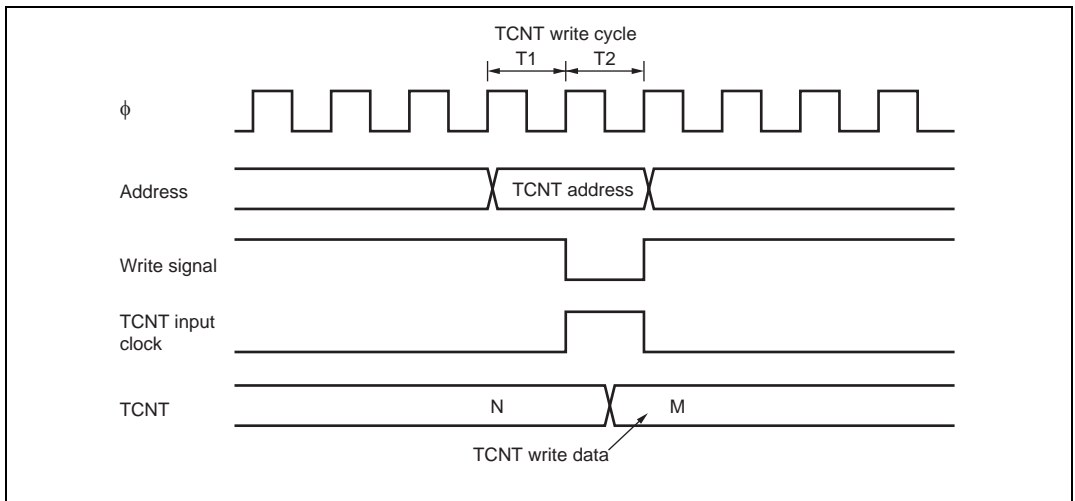 TCNT write cycle
T1
T2
ϕ
Address
TCNT address
Write signal
TCNT input
clock
TCNT
N
M
TCNT write data